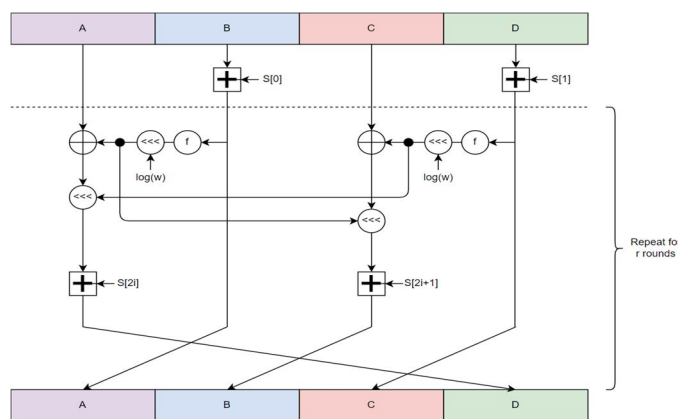 A B C D
S[0] S[1]
<<< f <<< f
log(w) log(w)
<<<
<<<
Repeat fo
r rounds
S[2i] S[2i+1]
A B C D